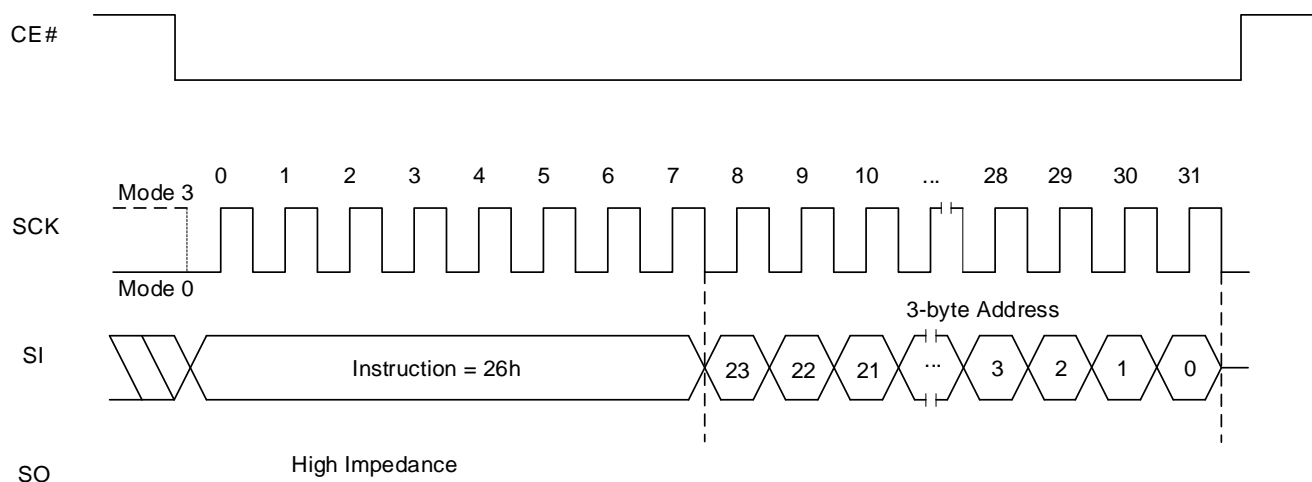 CE#
0 1 2 3 4 5 6 7 8 9 10 ... 28 29 30 31
Mode 3
SCK
Mode 0
3-byte Address
SI Instruction = 26h 23 22 21 ... 3 2 1 0
High Impedance
SO